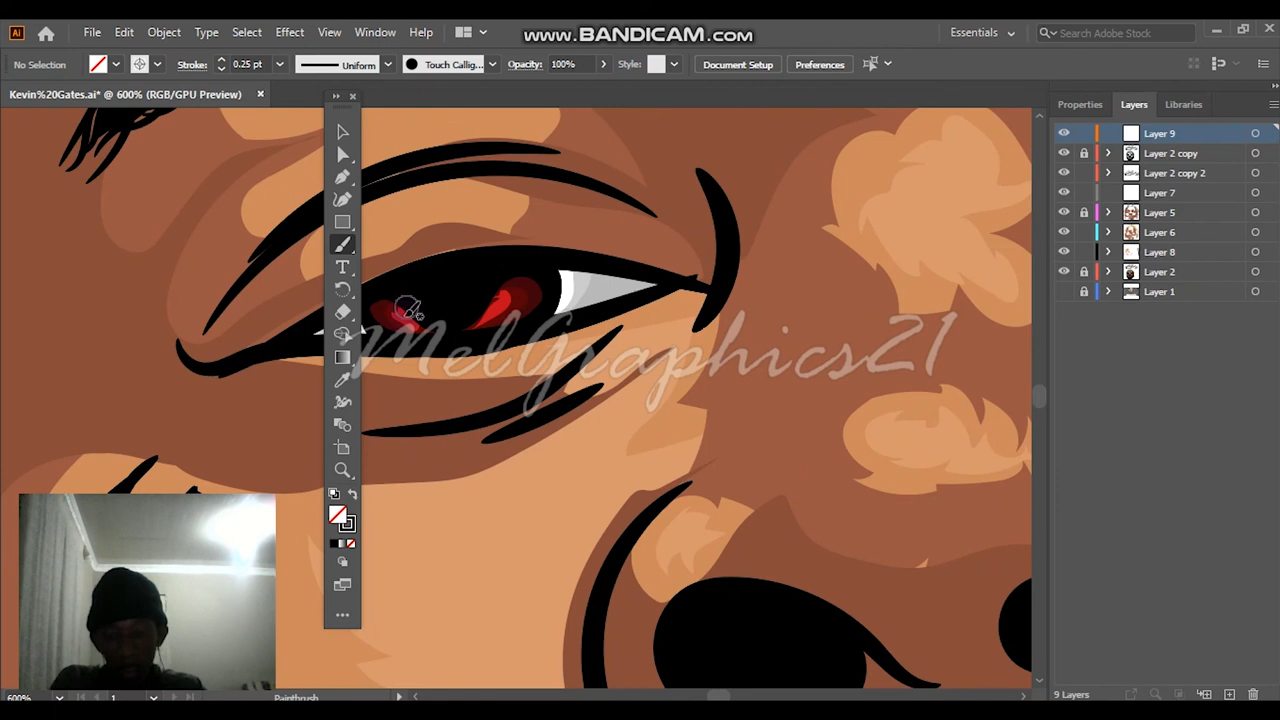 www.BANDICAM.com
Ai File Edit Object Type Select Effect View Window Help Essentials Search Adobe Stock
No Selection Stroke: 0.25 pt Uniform Touch Callig... Opacity: 100% Style: Document Setup Preferences
Kevin%20Gates.ai* @ 600% (RGB/GPU Preview)
Properties Layers Libraries
Layer 9
Layer 2 copy
Layer 2 copy 2
Layer 7
Layer 5
Layer 6
Layer 8
Layer 2
Layer 1
MelGraphics21
600% 1 Paintbrush 9 Layers